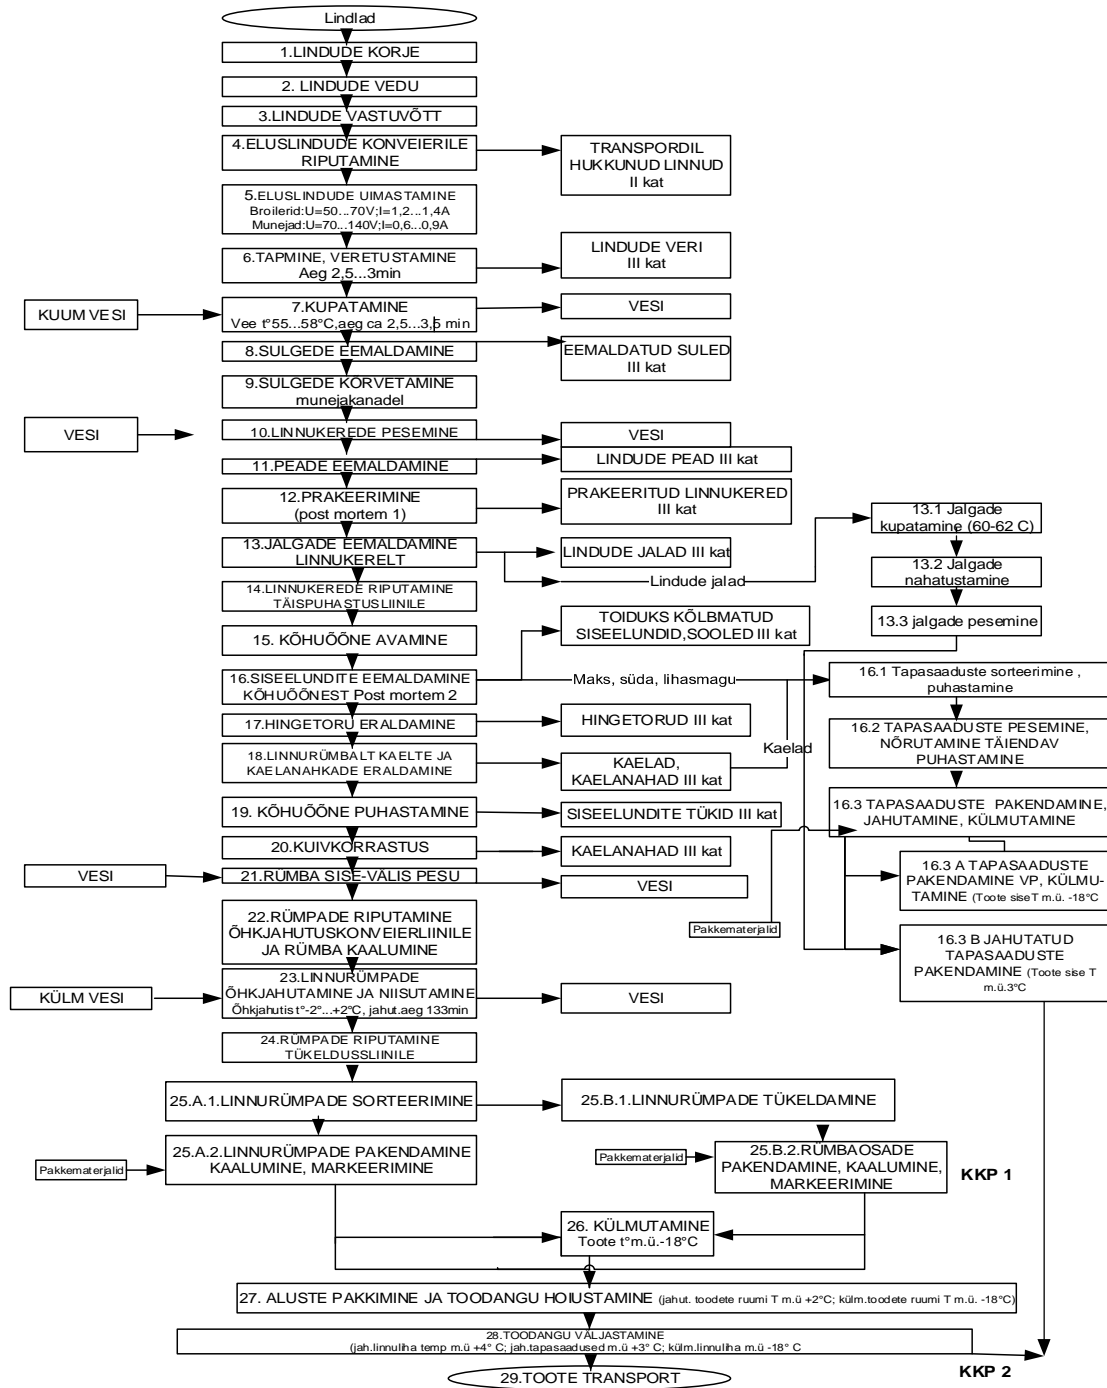 Lindlad
1.LINDUDE KORJE
2. LINDUDE VEDU
3.LINDUDE VASTUVÕTT
4.ELUSLINDUDE KONVEIERILE
RIPUTAMINE
TRANSPORDIL
HUKKUNUD LINNUD
II kat
5.ELUSLINDUDE UIMASTAMINE
Broilerid:U=50...70V;I=1,2...1,4A
Munejad:U=70...140V;I=0,6...0,9A
6.TAPMINE, VERETUSTAMINE
Aeg 2,5...3min
LINDUDE VERI
III kat
KUUM VESI
7.KUPATAMINE
Vee t°55...58°C,aeg ca 2,5...3,5 min
VESI
8.SULGEDE EEMALDAMINE
EEMALDATUD SULED
III kat
9.SULGEDE KÕRVETAMINE
munejakanadel
VESI
10.LINNUKEREDE PESEMINE
VESI
11.PEADE EEMALDAMINE
LINDUDE PEAD III kat
12.PRAKEERIMINE
(post mortem 1)
PRAKEERITUD LINNUKERED
III kat
13.JALGADE EEMALDAMINE
LINNUKERELT
LINDUDE JALAD III kat
Lindude jalad
13.1 Jalgade
kupatamine (60-62 C)
13.2 Jalgade
nahatustamine
13.3 jalgade pesemine
14.LINNUKEREDE RIPUTAMINE
TÄISPUHASTUSLIINILE
15. KÕHUÕÕNE AVAMINE
TOIDUKS KÕLBMATUD
SISEELUNDID,SOOLED III kat
16.SISEELUNDITE EEMALDAMINE
KÕHUÕÕNEST Post mortem 2
Maks, süda, lihasmagu
16.1 Tapasaaduste sorteerimine ,
puhastamine
17.HINGETORU ERALDAMINE
HINGETORUD III kat
Kaelad
16.2 TAPASAADUSTE PESEMINE,
NÕRUTAMINE TÄIENDAV
PUHASTAMINE
18.LINNURÜMBALT KAELTE JA
KAELANAHKADE ERALDAMINE
KAELAD,
KAELANAHAD III kat
19. KÕHUÕÕNE PUHASTAMINE
SISEELUNDITE TÜKID III kat
16.3 TAPASAADUSTE PAKENDAMINE,
JAHUTAMINE, KÜLMUTAMINE
20.KUIVKORRASTUS
KAELANAHAD III kat
VESI
21.RÜMBA SISE-VÄLIS PESU
VESI
16.3 A TAPASAADUSTE
PAKENDAMINE VP, KÜLMU-
TAMINE (Toote siseT m.ü. -18°C
22.RÜMPADE RIPUTAMINE
ÕHKJAHUTUSKONVEIERLIINILE
JA RÜMBA KAALUMINE
Pakkematerjalid
16.3 B JAHUTATUD
TAPASAADUSTE
PAKENDAMINE (Toote sise T
m.ü.3°C
KÜLM VESI
23.LINNURÜMPADE
ÕHKJAHUTAMINE JA NIISUTAMINE
Õhkjahutis t°-2°...+2°C, jahut.aeg 133min
VESI
24.RÜMPADE RIPUTAMINE
TÜKELDUSSLIINILE
25.A.1.LINNURÜMPADE SORTEERIMINE
25.B.1.LINNURÜMPADE TÜKELDAMINE
Pakkematerjalid
25.A.2.LINNURÜMPADE PAKENDAMINE
KAALUMINE, MARKEERIMINE
Pakkematerjalid
25.B.2.RÜMBAOSADE
PAKENDAMINE, KAALUMINE,
MARKEERIMINE
KKP 1
26. KÜLMUTAMINE
Toote t°m.ü.-18°C
27. ALUSTE PAKKIMINE JA TOODANGU HOIUSTAMINE (jahut. toodete ruumi T m.ü +2°C; külm.toodete ruumi T m.ü. -18°C)
28.TOODANGU VÄLJASTAMINE
(jah.linnuliha temp m.ü +4° C; jah.tapasaadused m.ü +3° C; külm.linnuliha m.ü -18° C
KKP 2
29.TOOTE TRANSPORT